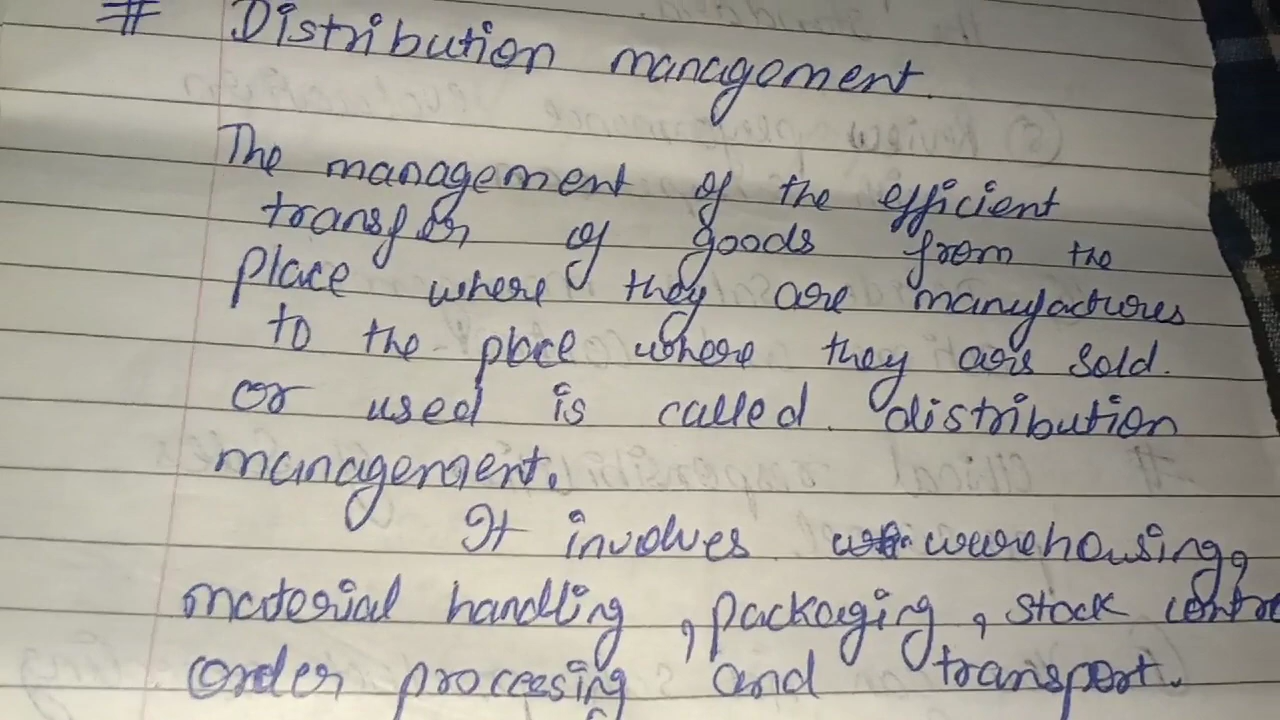 # Distribution management.
The management of the efficient
transfer of goods from the
place where they are manufactures
to the place where they are sold.
or used is called distribution
management.
It involves warehousing,
material handling, packaging, stock contro
order proccesing and transport.